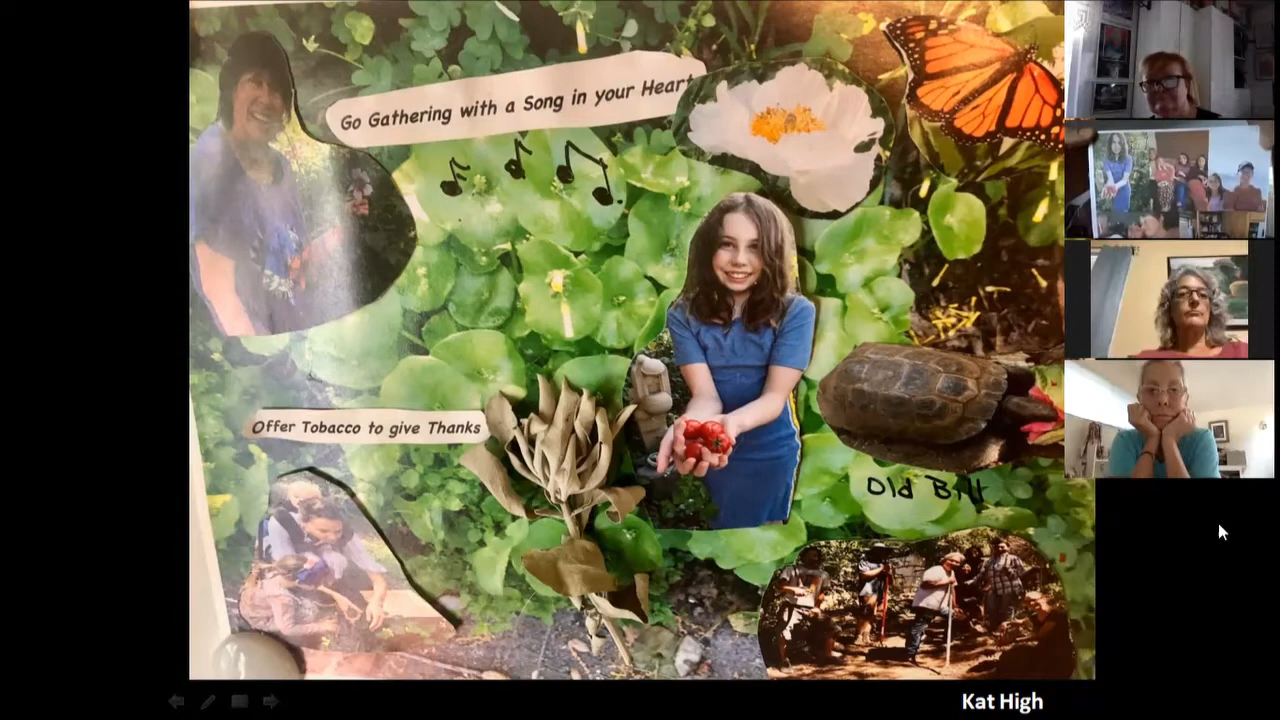 Go Gathering with a Song in your Heart
Offer Tobacco to give Thanks
Old Bill
Kat High